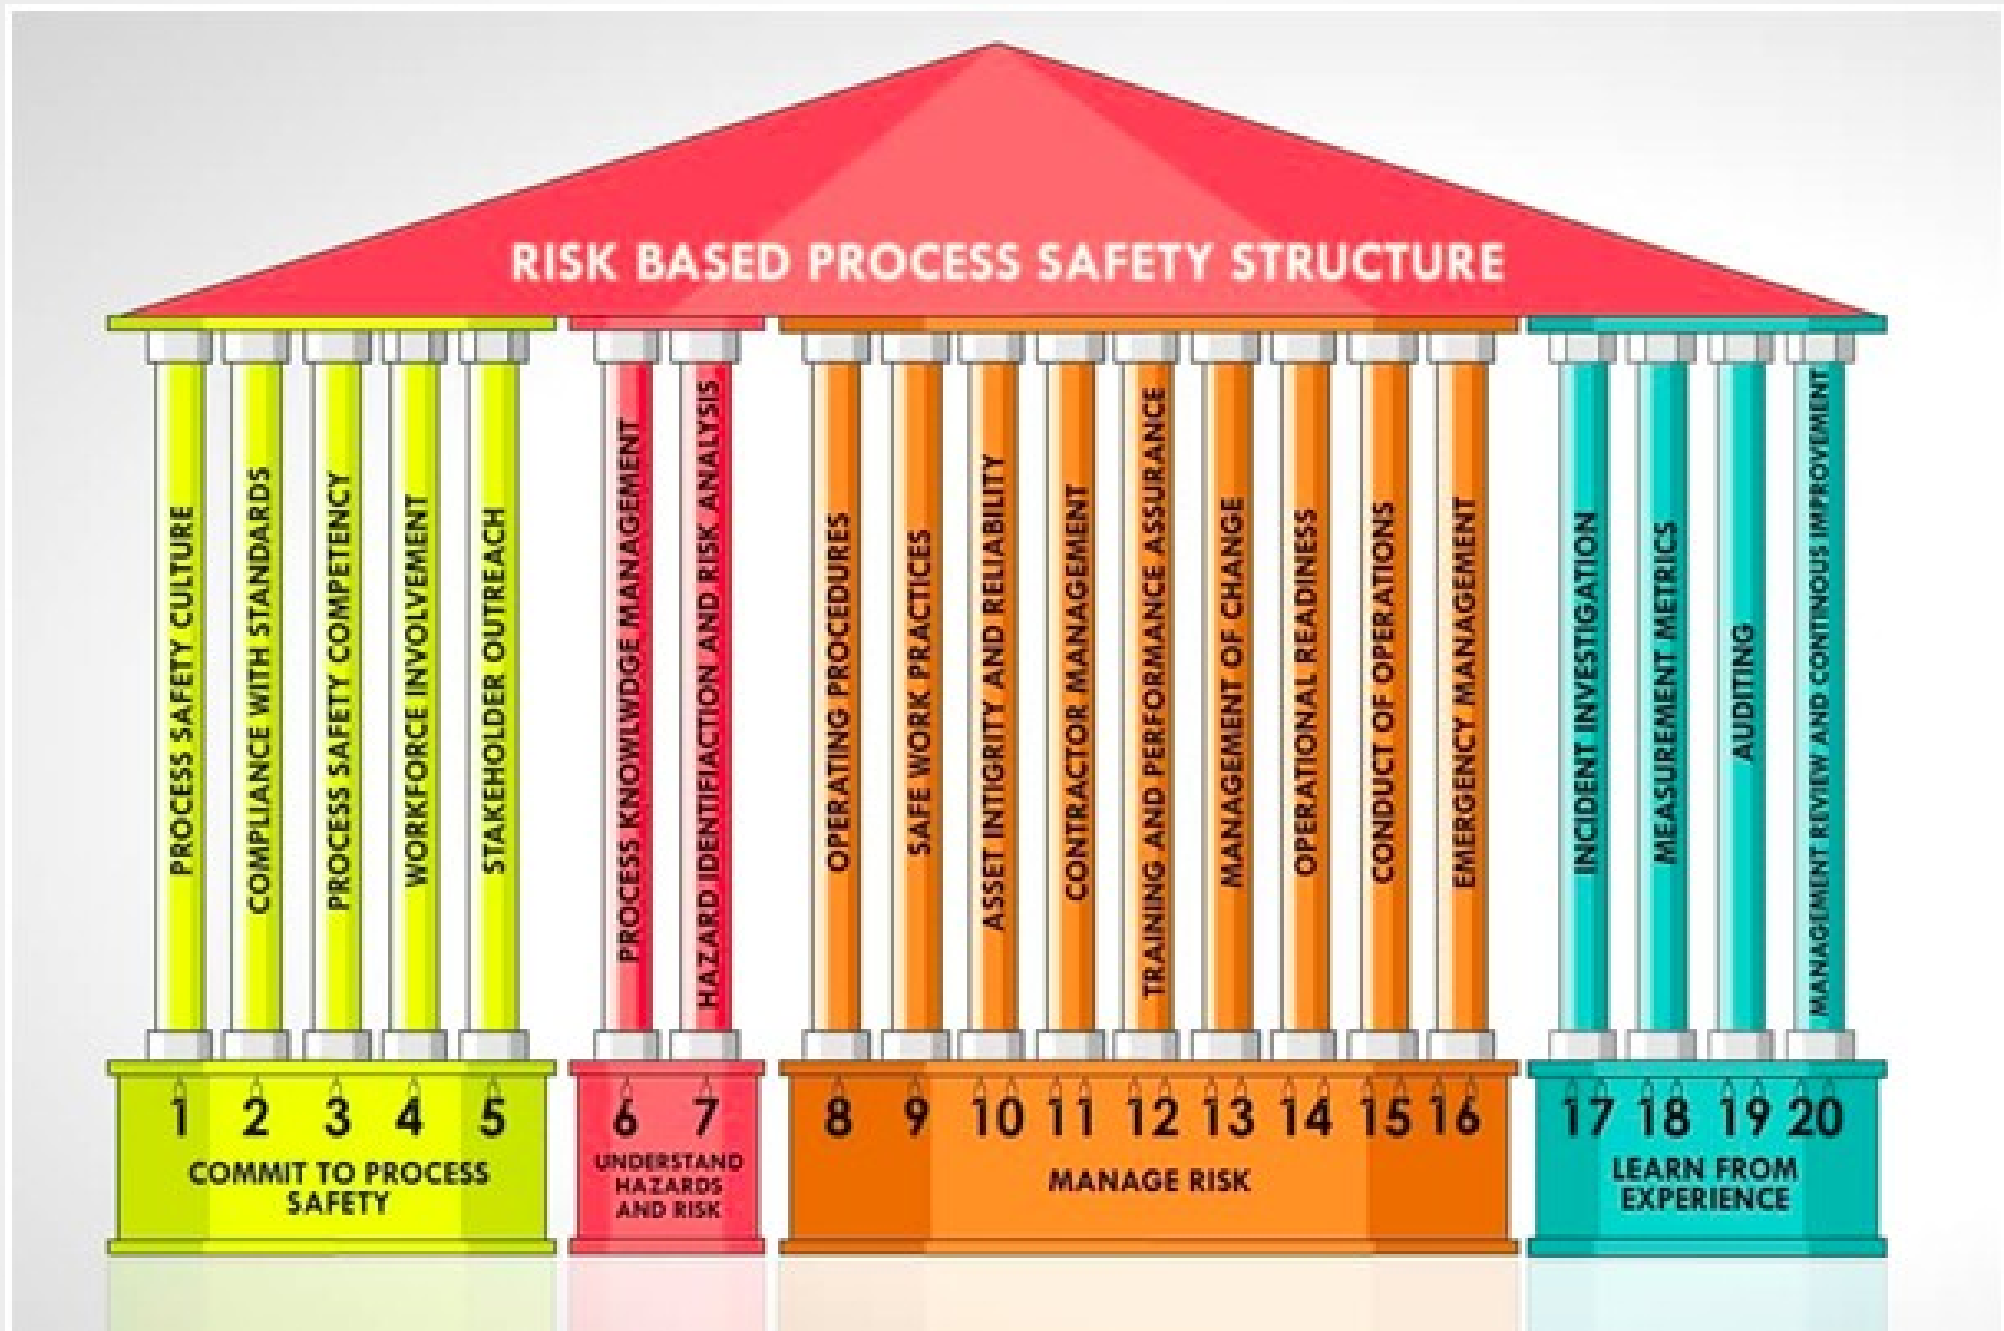 RISK BASED PROCESS SAFETY STRUCTURE
PROCESS SAFETY CULTURE
COMPLIANCE WITH STANDARDS
PROCESS SAFETY COMPETENCY
WORKFORCE INVOLVEMENT
STAKEHOLDER OUTREACH
PROCESS KNOWLWDGE MANAGEMENT
HAZARD IDENTIFIACTION AND RISK ANALYSIS
OPERATING PROCEDURES
SAFE WORK PRACTICES
ASSET INTIGRITY AND RELIABILITY
CONTRACTOR MANAGEMENT
TRAINING AND PERFORMANCE ASSURANCE
MANAGEMENT OF CHANGE
OPERATIONAL READINESS
CONDUCT OF OPERATIONS
EMERGENCY MANAGEMENT
INCIDENT INVESTIGATION
MEASUREMENT METRICS
AUDITING
MANAGEMENT RIVIEW AND CONTINOUS IMPROVEMENT
1 2 3 4 5
COMMIT TO PROCESS
SAFETY
6 7
UNDERSTAND
HAZARDS
AND RISK
8 9 10 11 12 13 14 15 16
MANAGE RISK
17 18 19 20
LEARN FROM
EXPERIENCE